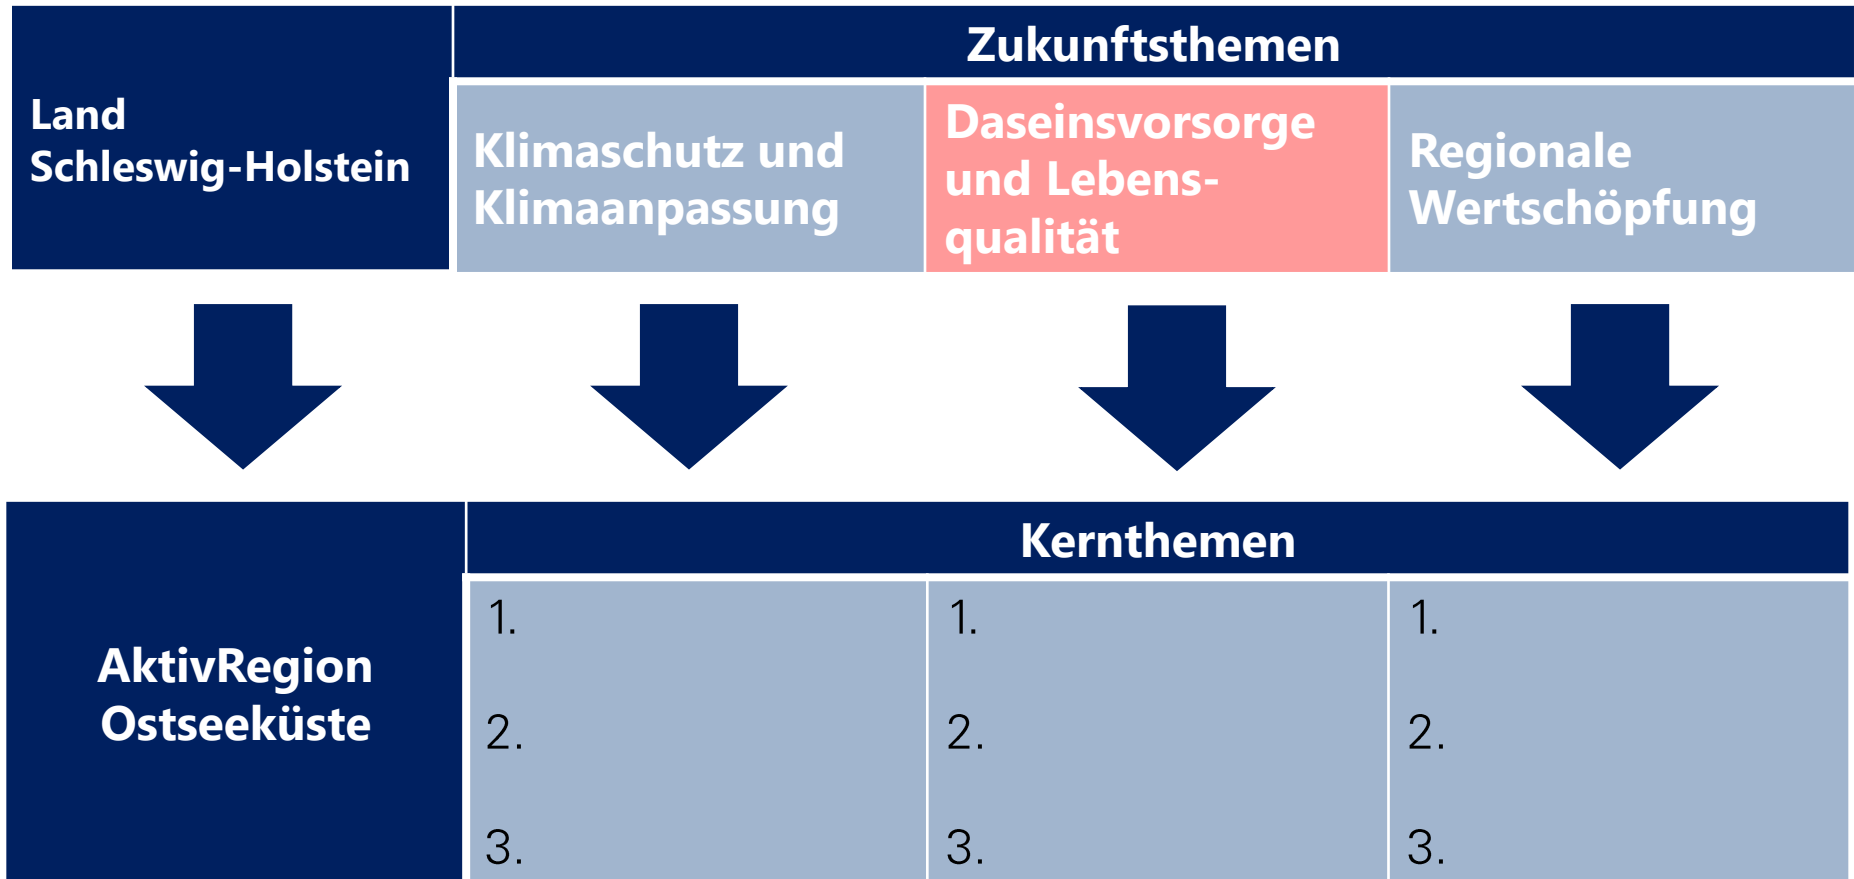 Zukunftsthemen
Land
Schleswig-Holstein
Klimaschutz und
Klimaanpassung
Daseinsvorsorge
und Lebens-
qualität
Regionale
Wertschöpfung
Kernthemen
AktivRegion
Ostseeküste
1.
2.
3.
1.
2.
3.
1.
2.
3.